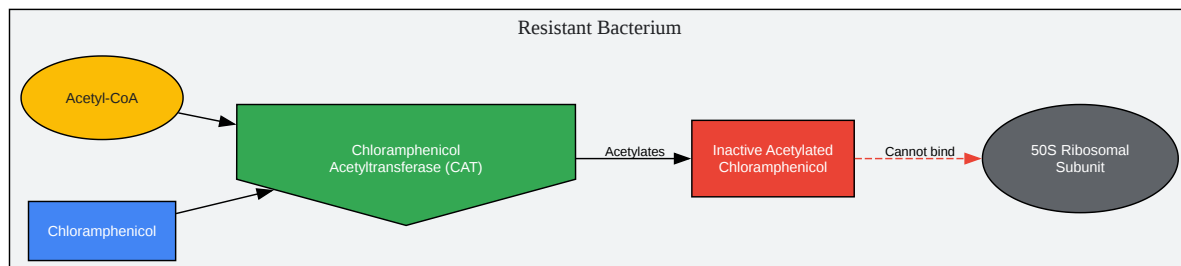 Resistant Bacterium
Acetyl-CoA
Chloramphenicol
Chloramphenicol
Acetyltransferase (CAT)
Acetylates
Inactive Acetylated
Chloramphenicol
Cannot bind
50S Ribosomal
Subunit